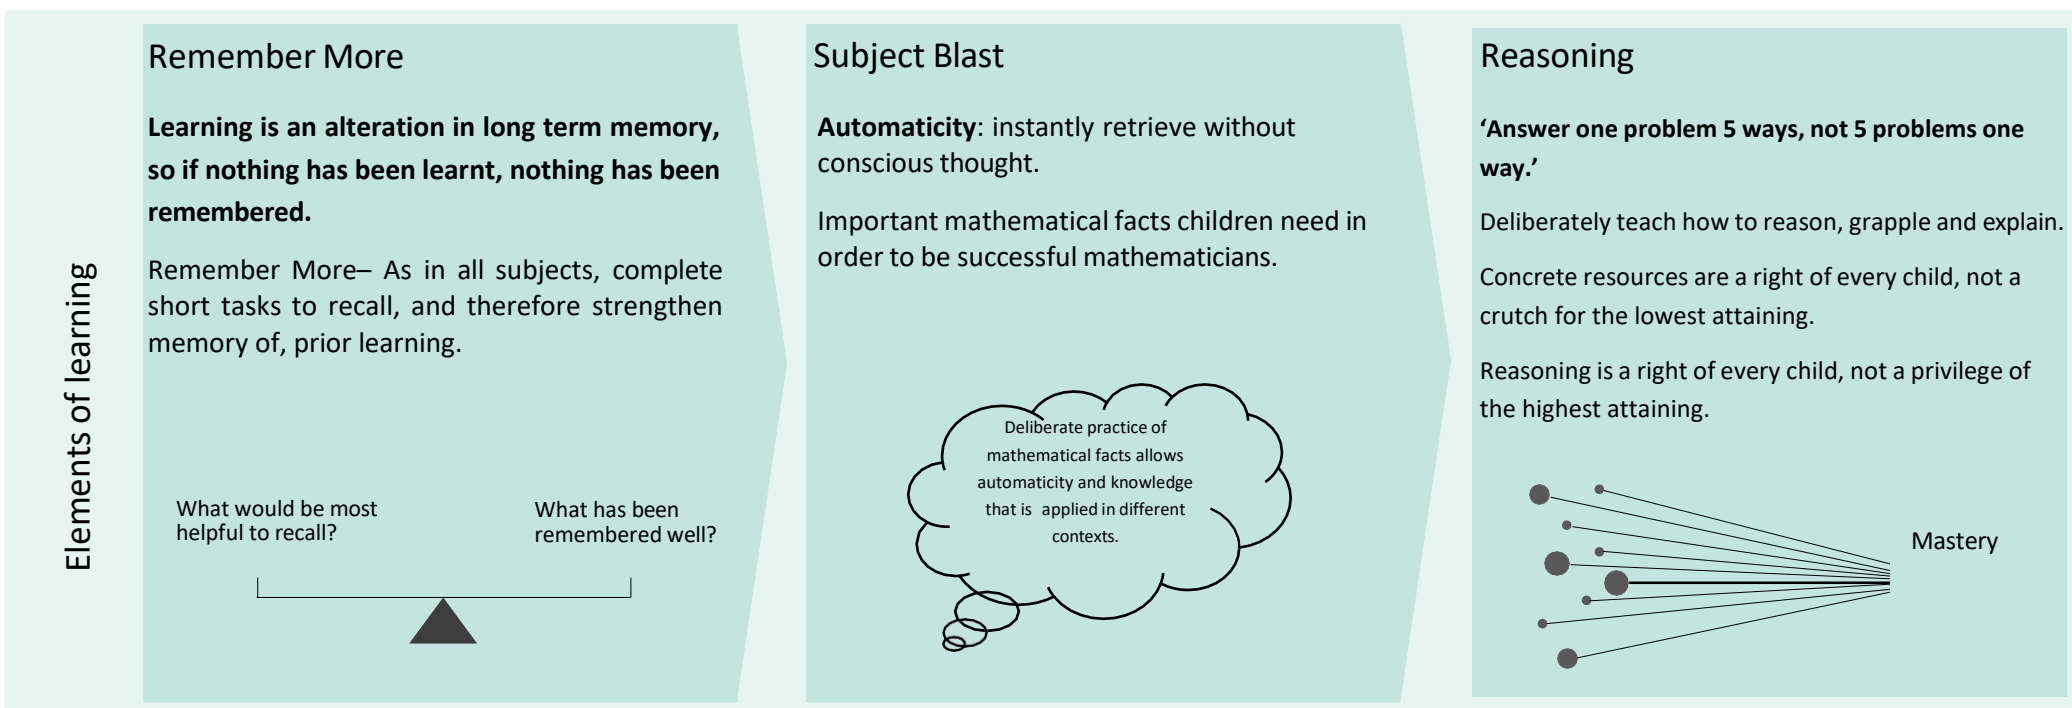 Elements of learning
Remember More
Learning is an alteration in long term memory,
so if nothing has been learnt, nothing has been
remembered.
Remember More– As in all subjects, complete
short tasks to recall, and therefore strengthen
memory of, prior learning.
What would be most
helpful to recall?
What has been
remembered well?
Subject Blast
Automaticity: instantly retrieve without
conscious thought.
Important mathematical facts children need in
order to be successful mathematicians.
Deliberate practice of
mathematical facts allows
automaticity and knowledge
that is applied in different
contexts.
Reasoning
‘Answer one problem 5 ways, not 5 problems one
way.’
Deliberately teach how to reason, grapple and explain.
Concrete resources are a right of every child, not a
crutch for the lowest attaining.
Reasoning is a right of every child, not a privilege of
the highest attaining.
Mastery